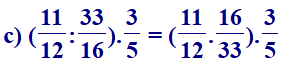 c) (11/12 : 33/16) . 3/5 = (11/12 . 16/33) . 3/5